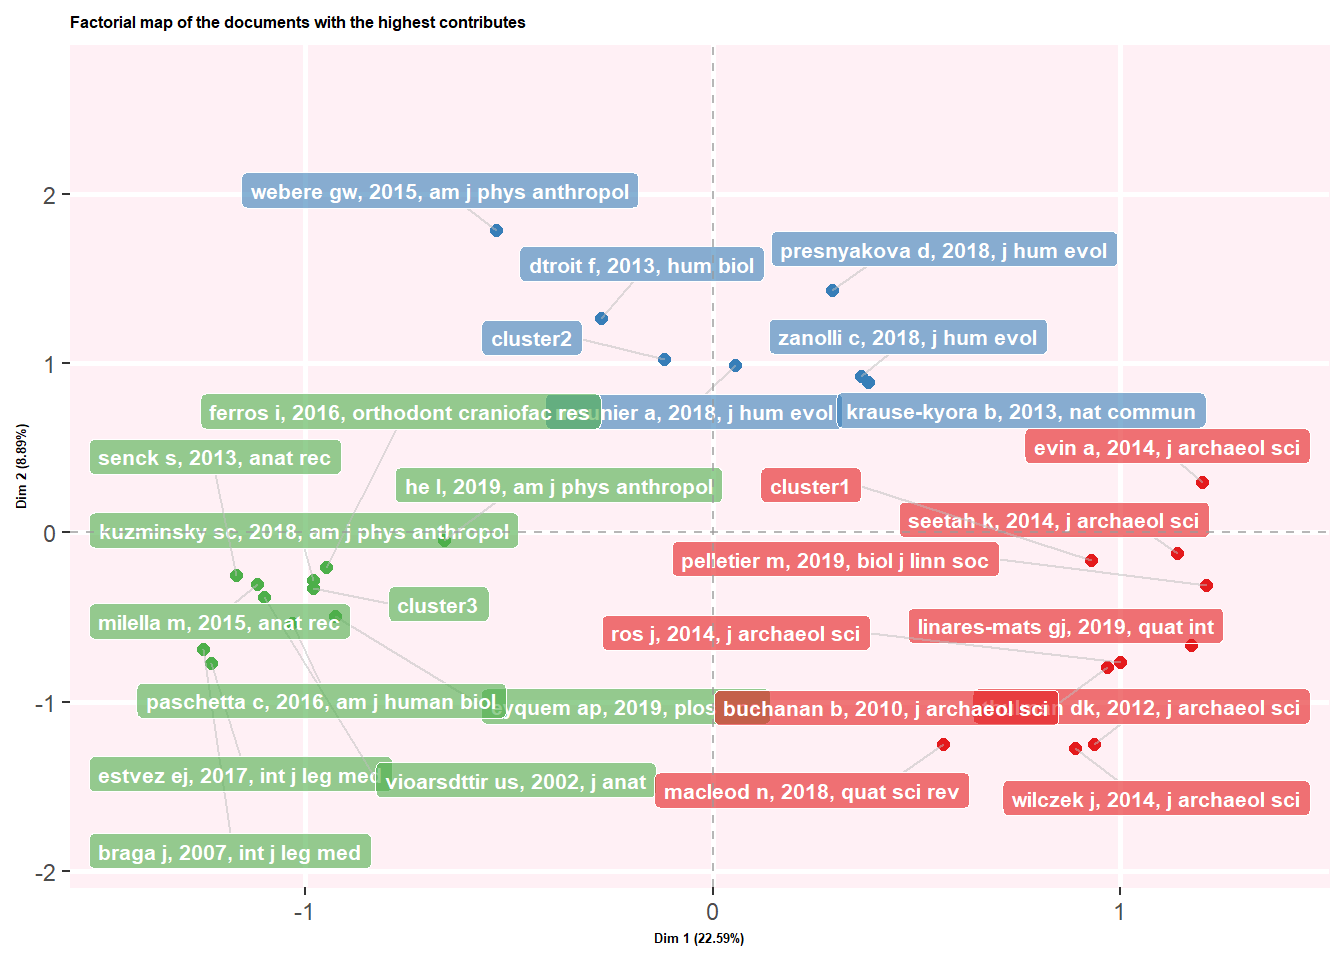 Factorial map of the documents with the highest contributes
webere gw, 2015, am j phys anthropol
presnyakova d, 2018, j hum evol
dtroit f, 2013, hum biol
cluster2
zanolli c, 2018, j hum evol
ferros i, 2016, orthodont craniofac res
a, 2018, j hum evol
krause-kyora b, 2013, nat commun
evin a, 2014, j archaeol sci
senck s, 2013, anat rec
he l, 2019, am j phys anthropol
cluster1
seetah k, 2014, j archaeol sci
kuzminsky sc, 2018, am j phys anthropol
pelletier m, 2019, biol j linn soc
cluster3
milella m, 2015, anat rec
linares-mats gj, 2019, quat int
ros j, 2014, j archaeol sci
paschetta c, 2016, am j human biol
ap, 2019, plos
buchanan b, 2010, j archaeol sci
dk, 2012, j archaeol sci
estvez ej, 2017, int j leg med
vioarsdttir us, 2002, j anat
macleod n, 2018, quat sci rev
wilczek j, 2014, j archaeol sci
braga j, 2007, int j leg med
2
1
0
-1
-2
Dim 2 (8.89%)
-1
0
1
Dim 1 (22.59%)